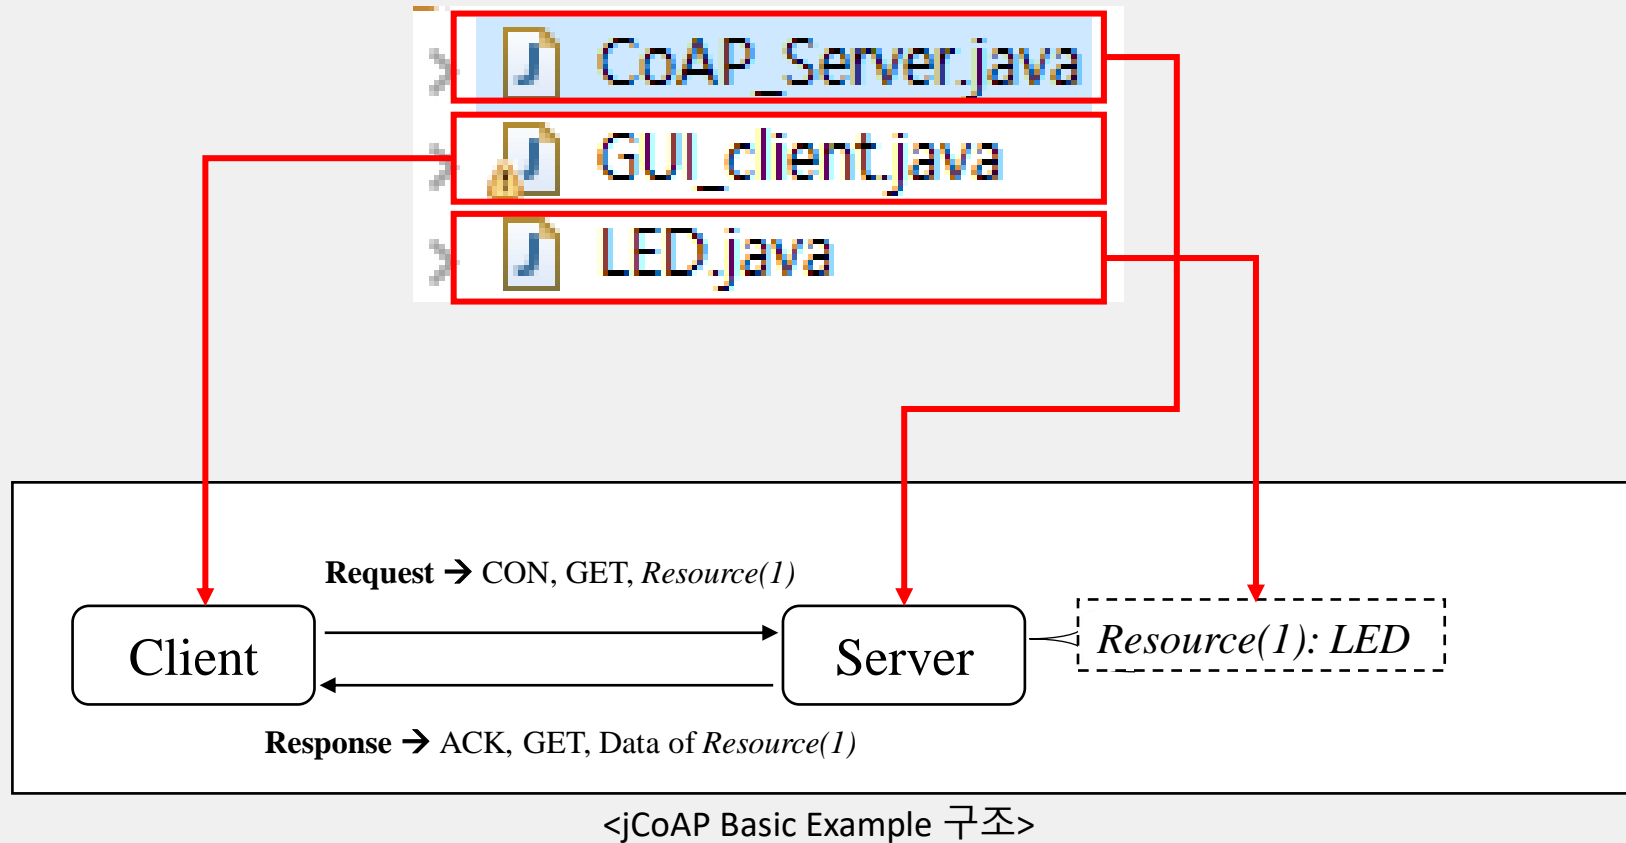 CoAP_Server.java
GUI_client.java
LED.java
Request → CON, GET, Resource(1)
Client
Server
Resource(1): LED
Response → ACK, GET, Data of Resource(1)
<jCoAP Basic Example 구조>